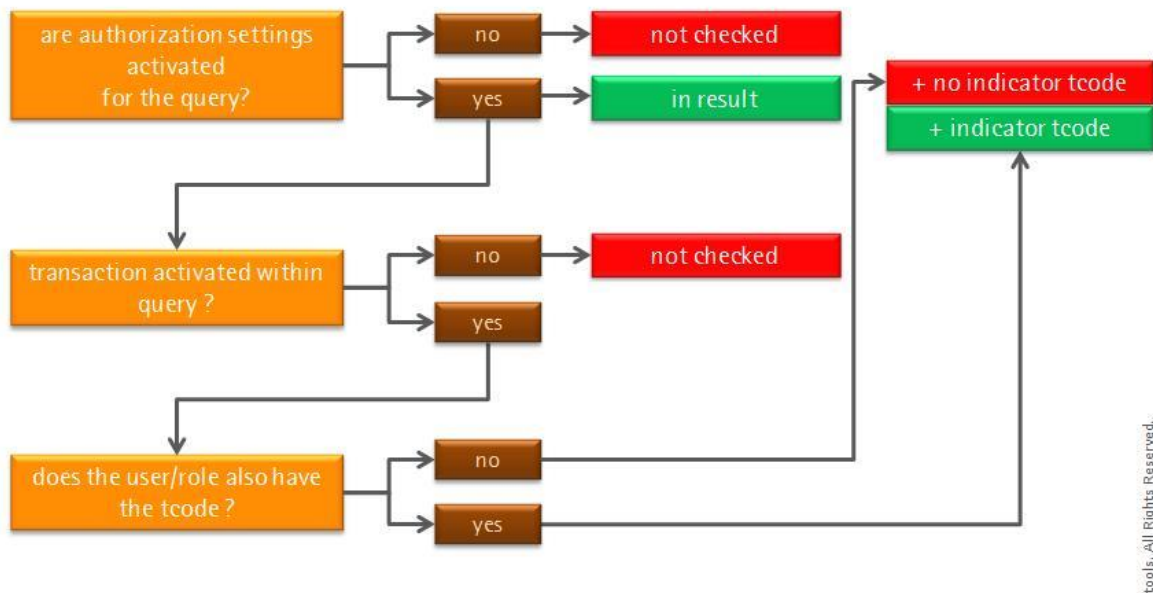 are authorization settings
activated
for the query?
no
not checked
yes
in result
+ no indicator tcode
+ indicator tcode
transaction activated within
query ?
no
not checked
yes
does the user/role also have
the tcode ?
no
yes
tools. All Rights Reserved.